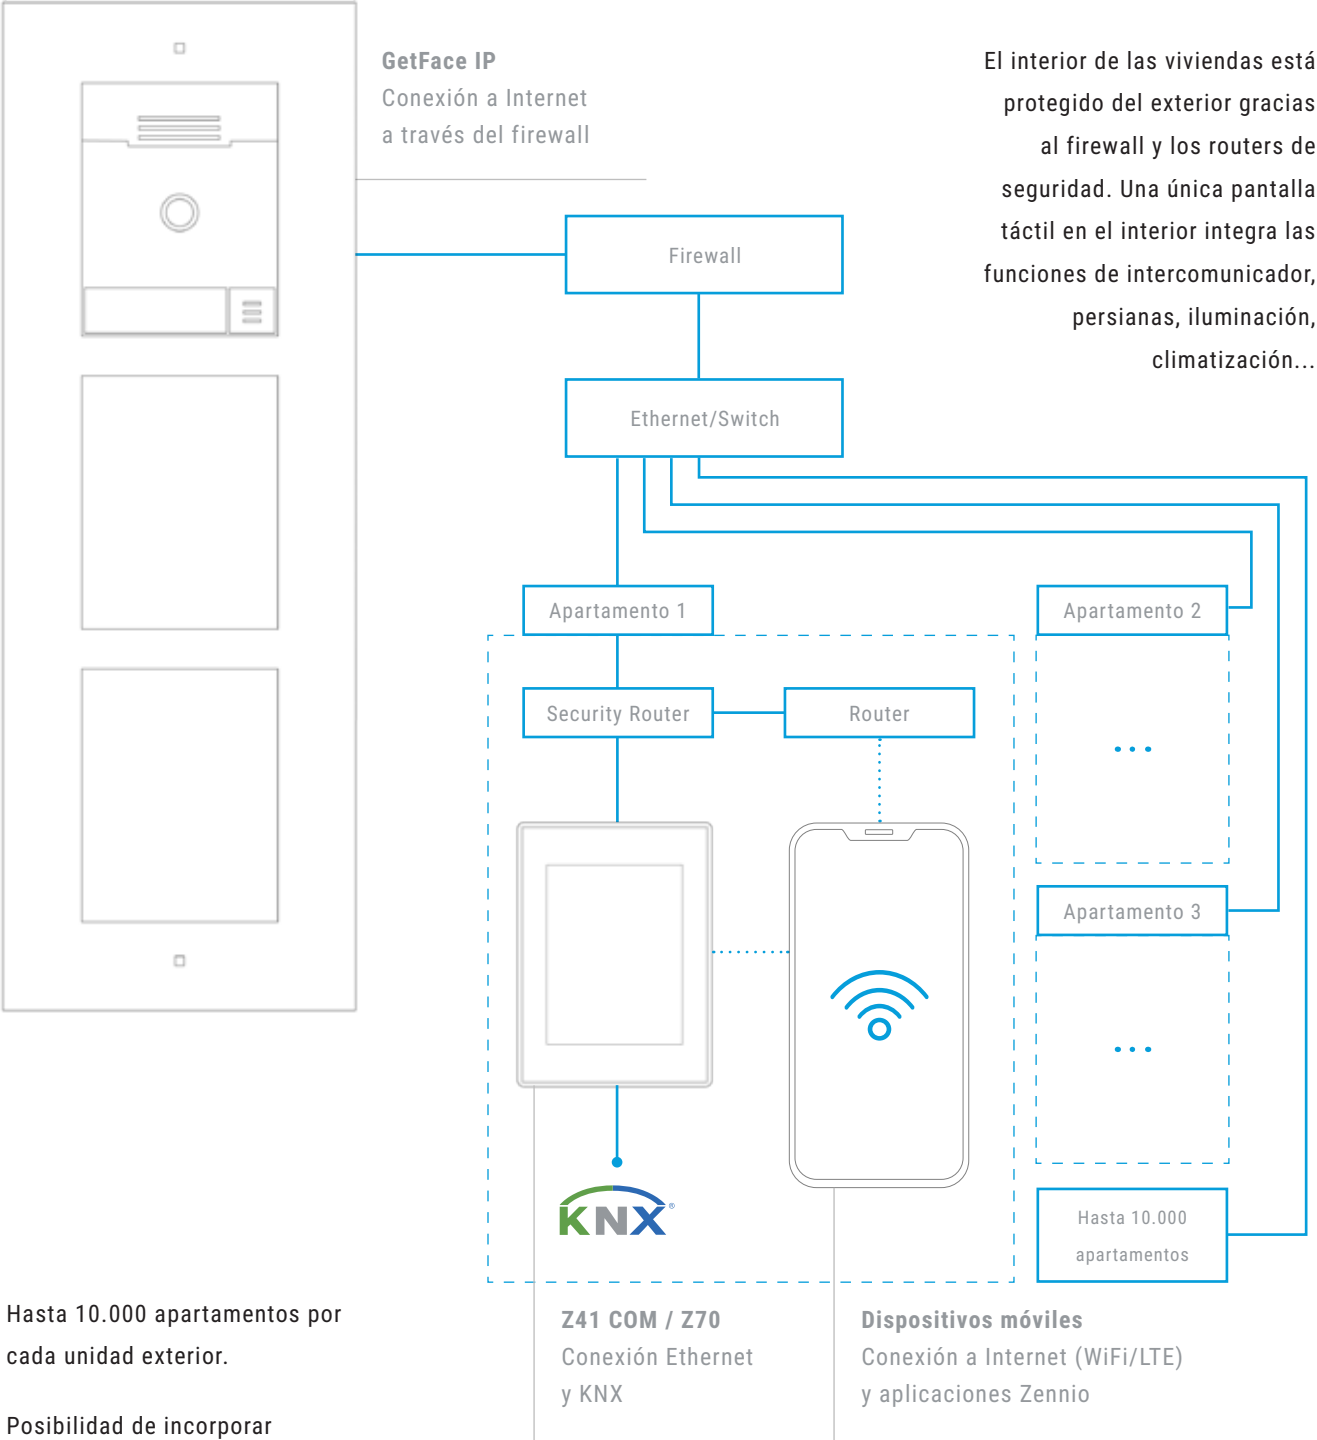 GetFace IP
Conexión a Internet
a través del firewall
El interior de las viviendas está
protegido del exterior gracias
al firewall y los routers de
seguridad. Una única pantalla
táctil en el interior integra las
funciones de intercomunicador,
persianas, iluminación,
climatización...
Firewall
Ethernet/Switch
Apartamento 1
Apartamento 2
Security Router
Router
...
Apartamento 3
...
KNX®
Hasta 10.000
apartamentos
Hasta 10.000 apartamentos por
cada unidad exterior.
Posibilidad de incorporar
Z41 COM / Z70
Conexión Ethernet
y KNX
Dispositivos móviles
Conexión a Internet (WiFi/LTE)
y aplicaciones Zennio